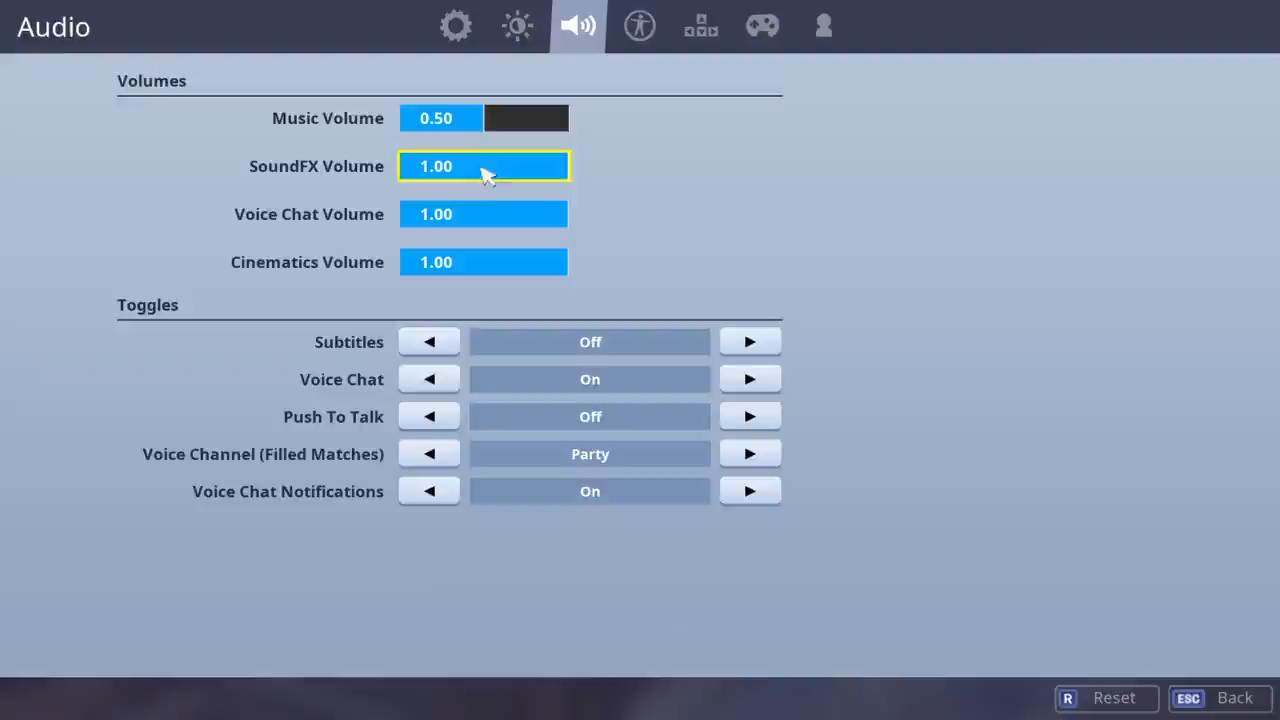 Audio
Volumes
Music Volume 0.50
SoundFX Volume 1.00
Voice Chat Volume 1.00
Cinematics Volume 1.00
Toggles
Subtitles Off
Voice Chat On
Push To Talk Off
Voice Channel (Filled Matches) Party
Voice Chat Notifications On
R Reset ESC Back